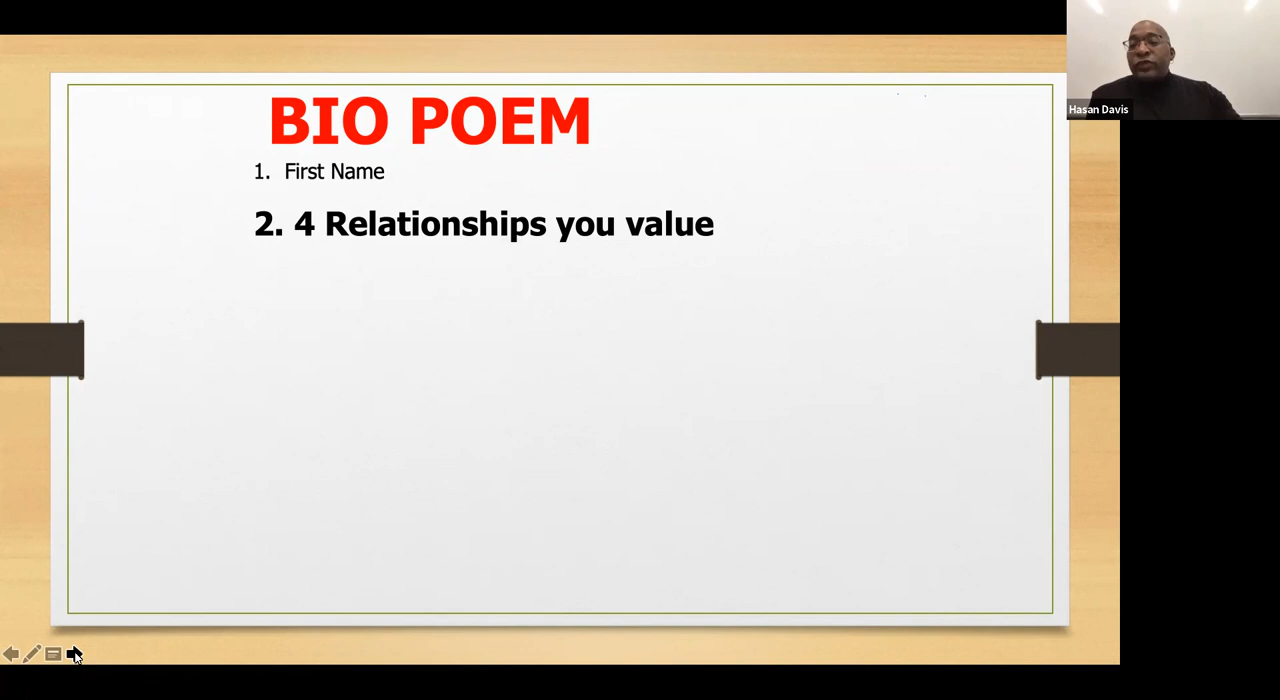 BIO POEM
1. First Name
2. 4 Relationships you value
Hasan Davis